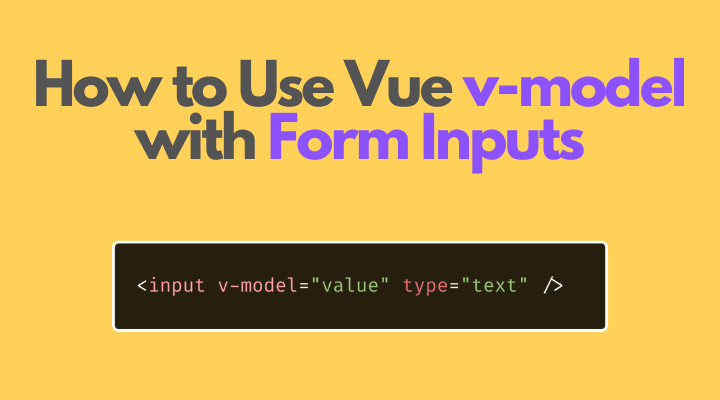 How to Use Vue v-model
with Form Inputs
<input v-model="value" type="text" />